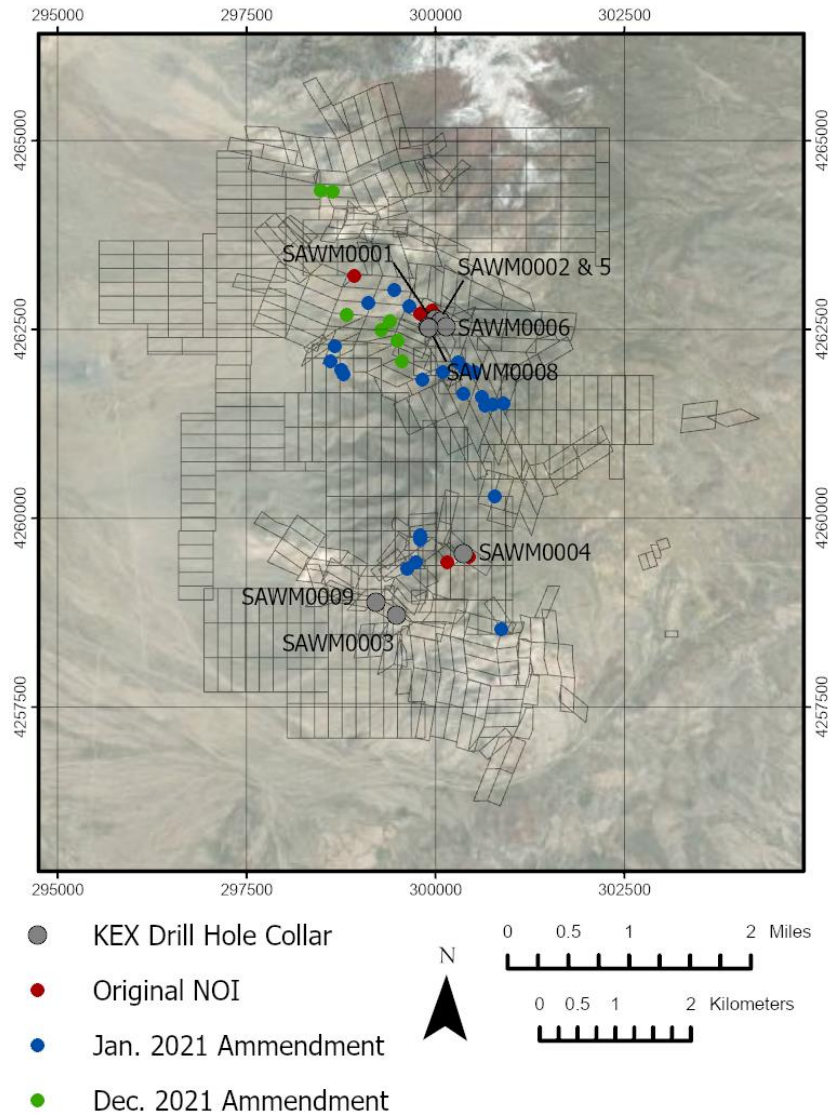 295000 297500 300000 302500
4265000 4265000
SAWM0001
SAWM0002 & 5
4262500 4262500
SAWM0006
SAWM0008
4260000 4260000
SAWM0004
SAWM0009
SAWM0003
4257500 4257500
295000 297500 300000 302500
KEX Drill Hole Collar
Original NOI
Jan. 2021 Ammendment
Dec. 2021 Ammendment
N
0 0.5 1 2 Miles
0 0.5 1 2 Kilometers